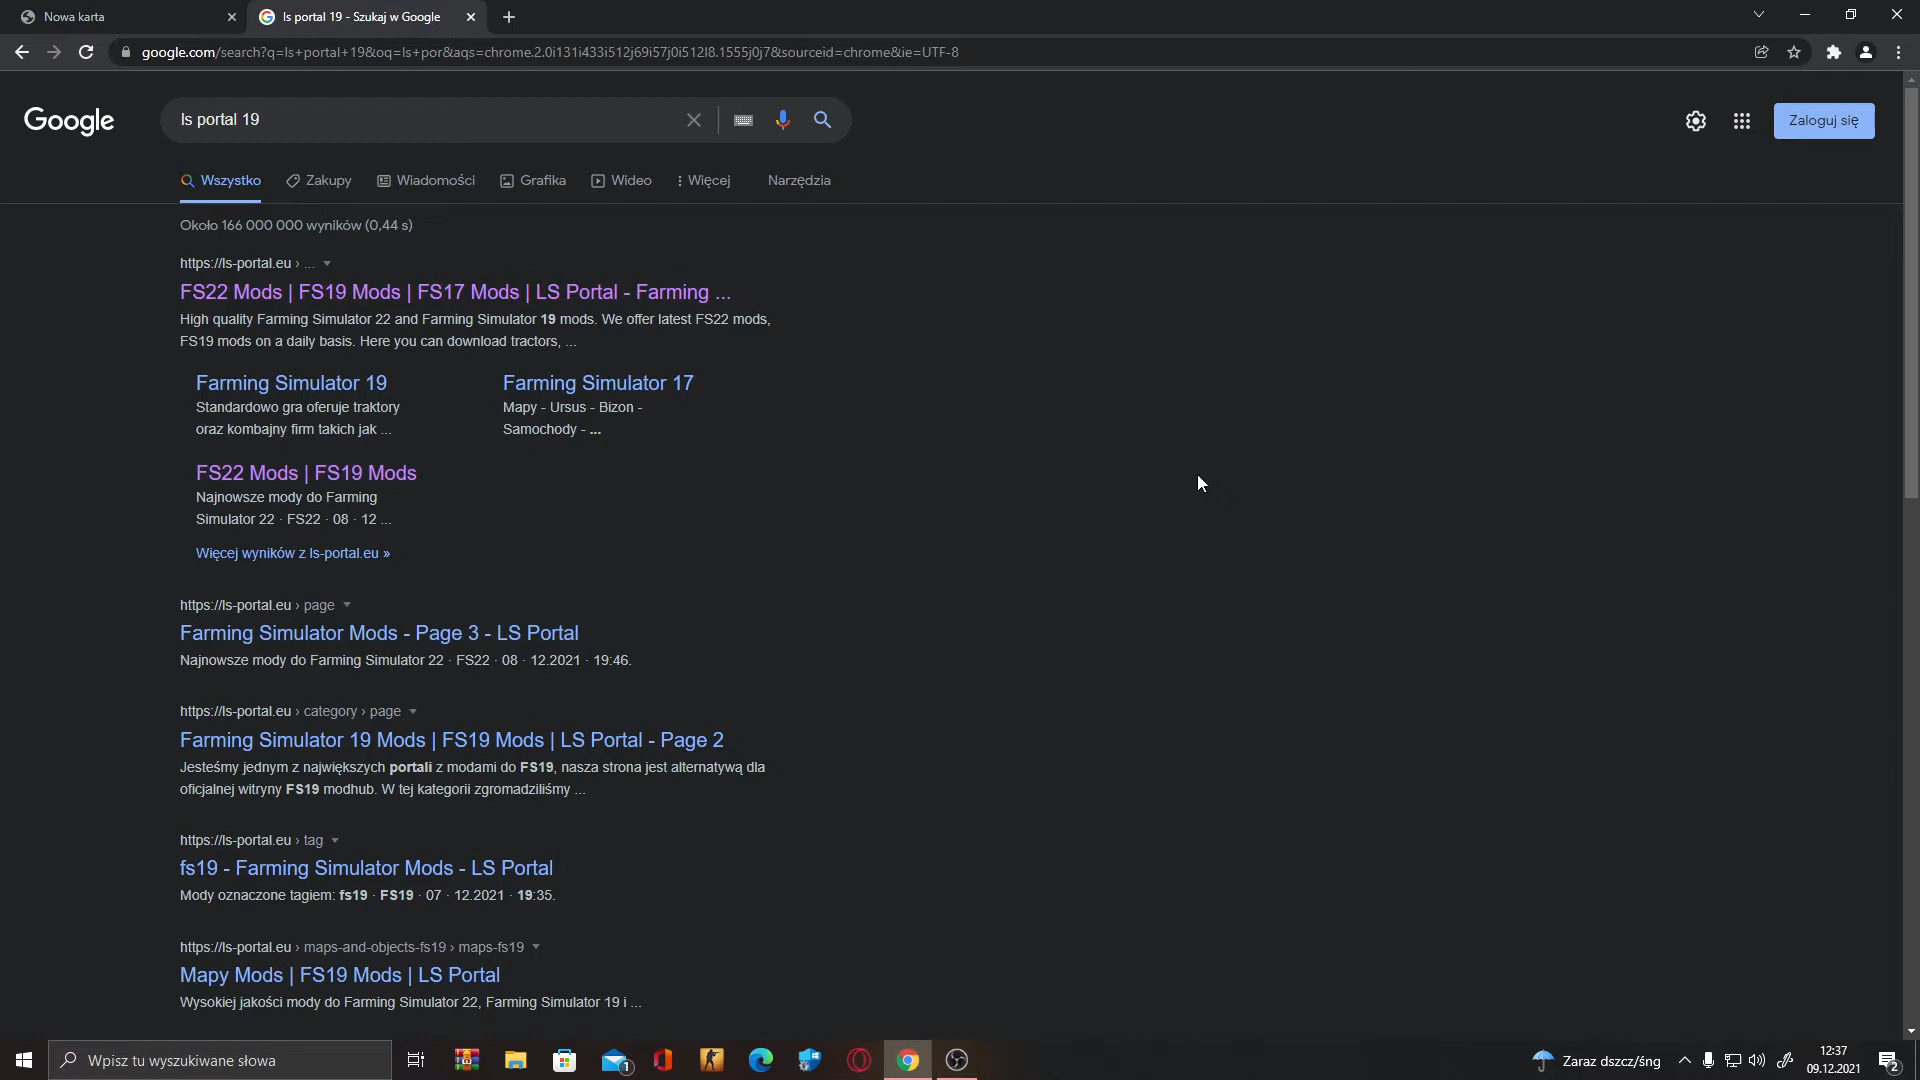 Nowa karta
ls portal 19 - Szukaj w Google
google.com/search?q=ls+portal+19&oq=ls+por&aqs=chrome.2.0i131i433i512j69i57j0i512l8.1555j0j7&sourceid=chrome&ie=UTF-8
Google
ls portal 19
Zaloguj się
Wszystko
Zakupy
Wiadomości
Grafika
Wideo
Więcej
Narzędzia
Około 166 000 000 wyników (0,44 s)
https://ls-portal.eu › ...
FS22 Mods | FS19 Mods | FS17 Mods | LS Portal - Farming ...
High quality Farming Simulator 22 and Farming Simulator 19 mods. We offer latest FS22 mods,
FS19 mods on a daily basis. Here you can download tractors, ...
Farming Simulator 19
Standardowo gra oferuje traktory
oraz kombajny firm takich jak ...
Farming Simulator 17
Mapy - Ursus - Bizon -
Samochody - ...
FS22 Mods | FS19 Mods
Najnowsze mody do Farming
Simulator 22 · FS22 · 08 · 12 ...
Więcej wyników z ls-portal.eu »
https://ls-portal.eu › page
Farming Simulator Mods - Page 3 - LS Portal
Najnowsze mody do Farming Simulator 22 · FS22 · 08 · 12.2021 · 19:46.
https://ls-portal.eu › category › page
Farming Simulator 19 Mods | FS19 Mods | LS Portal - Page 2
Jesteśmy jednym z największych portali z modami do FS19, nasza strona jest alternatywą dla
oficjalnej witryny FS19 modhub. W tej kategorii zgromadziliśmy ...
https://ls-portal.eu › tag
fs19 - Farming Simulator Mods - LS Portal
Mody oznaczone tagiem: fs19 · FS19 · 07 · 12.2021 · 19:35.
https://ls-portal.eu › maps-and-objects-fs19 › maps-fs19
Mapy Mods | FS19 Mods | LS Portal
Wysokiej jakości mody do Farming Simulator 22, Farming Simulator 19 i ...
Wpisz tu wyszukiwane słowa
1
Zaraz dszcz/śng
12:37
09.12.2021
2